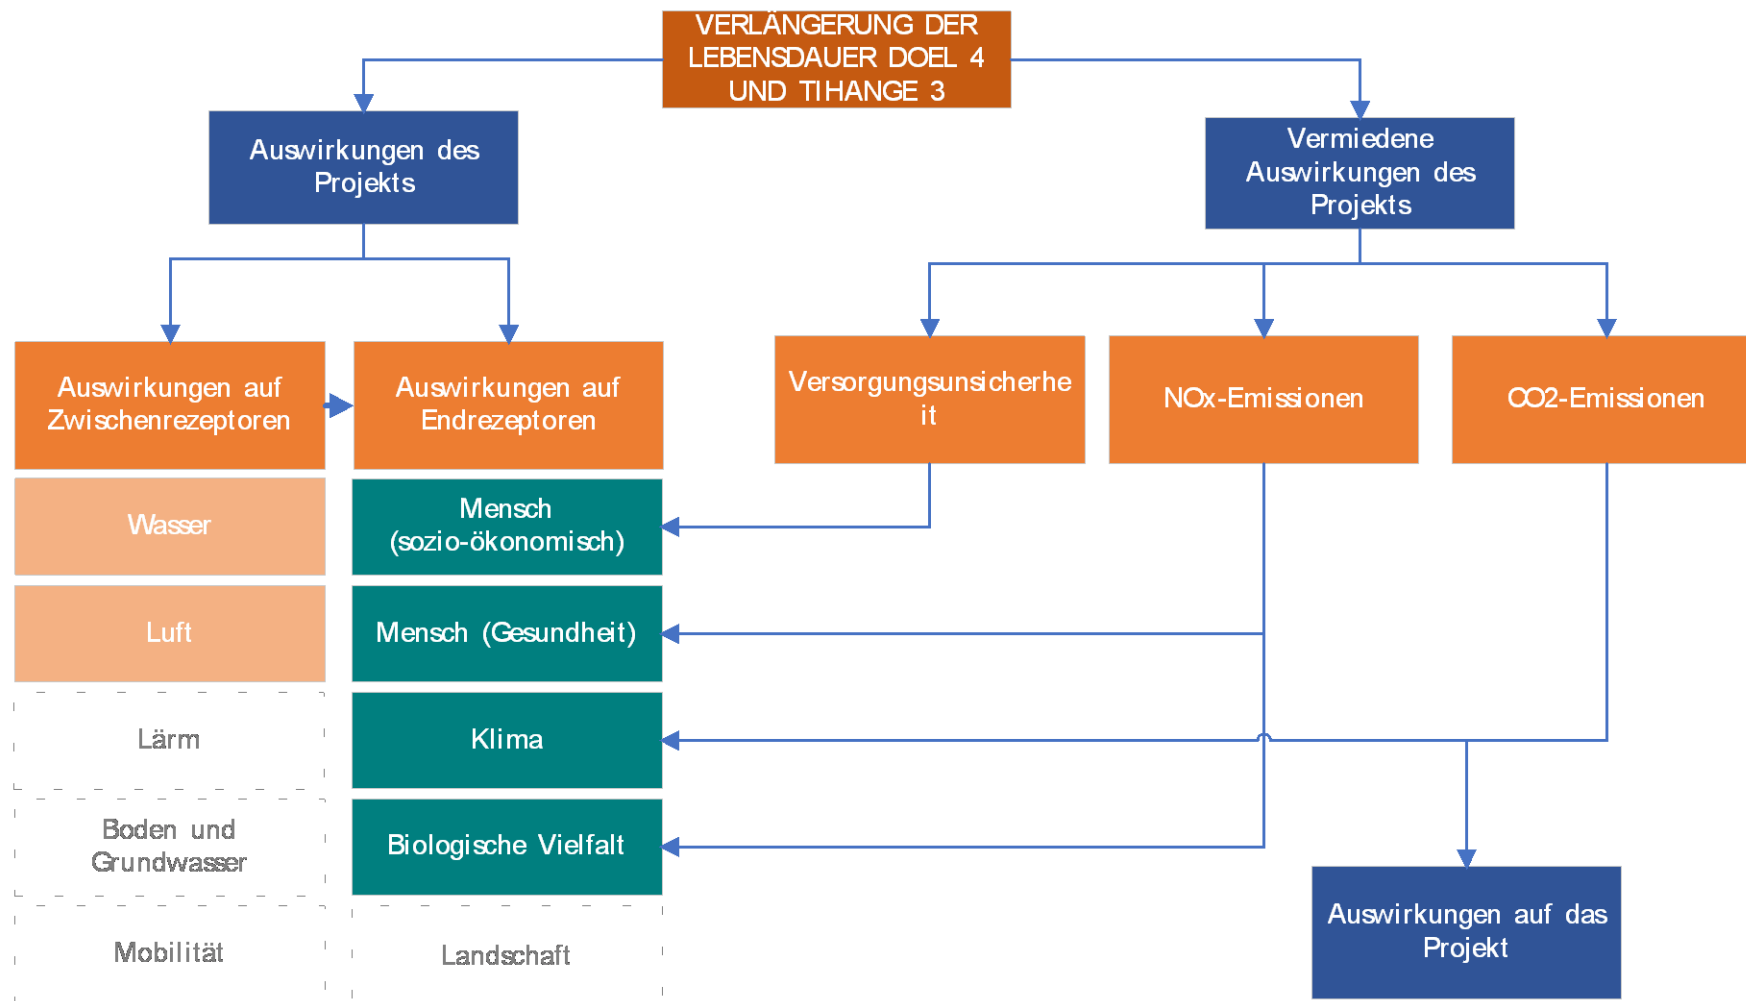 VERLÄNGERUNG DER
LEBENSDAUER DOEL 4
UND TIHANGE 3
Auswirkungen des
Projekts
Vermiedene
Auswirkungen des
Projekts
Auswirkungen auf
Zwischenrezeptoren
Auswirkungen auf
Endrezeptoren
Versorgungsunsicherhe
it
NOx-Emissionen
CO2-Emissionen
Wasser
Mensch
(sozio-ökonomisch)
Luft
Mensch (Gesundheit)
Lärm
Klima
Boden und
Grundwasser
Biologische Vielfalt
Mobilität
Landschaft
Auswirkungen auf das
Projekt